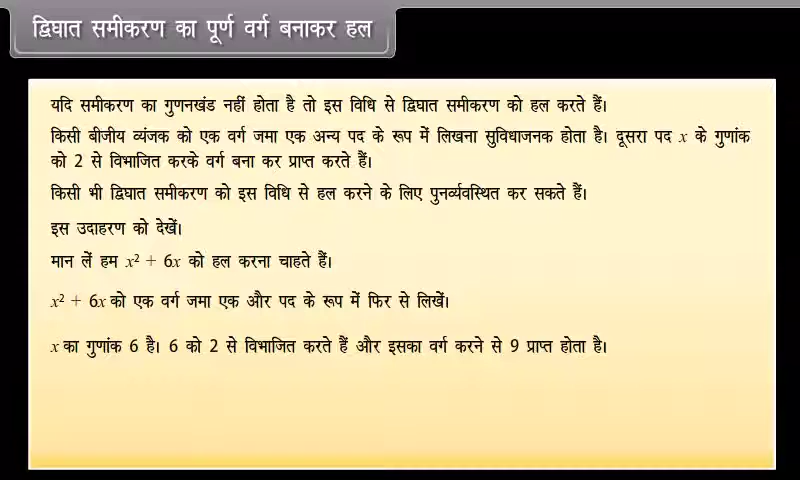 द्विघात समीकरण का पूर्ण वर्ग बनाकर हल
यदि समीकरण का गुणनखंड नहीं होता है तो इस विधि से द्विघात समीकरण को हल करते हैं।
किसी बीजीय व्यंजक को एक वर्ग जमा एक अन्य पद के रूप में लिखना सुविधाजनक होता है। दूसरा पद x के गुणांक
को 2 से विभाजित करके वर्ग बना कर प्राप्त करते हैं।
किसी भी द्विघात समीकरण को इस विधि से हल करने के लिए पुनर्व्यवस्थित कर सकते हैं।
इस उदाहरण को देखें।
मान लें हम x² + 6x को हल करना चाहते हैं।
x² + 6x को एक वर्ग जमा एक और पद के रूप में फिर से लिखें।
x का गुणांक 6 है। 6 को 2 से विभाजित करते हैं और इसका वर्ग करने से 9 प्राप्त होता है।